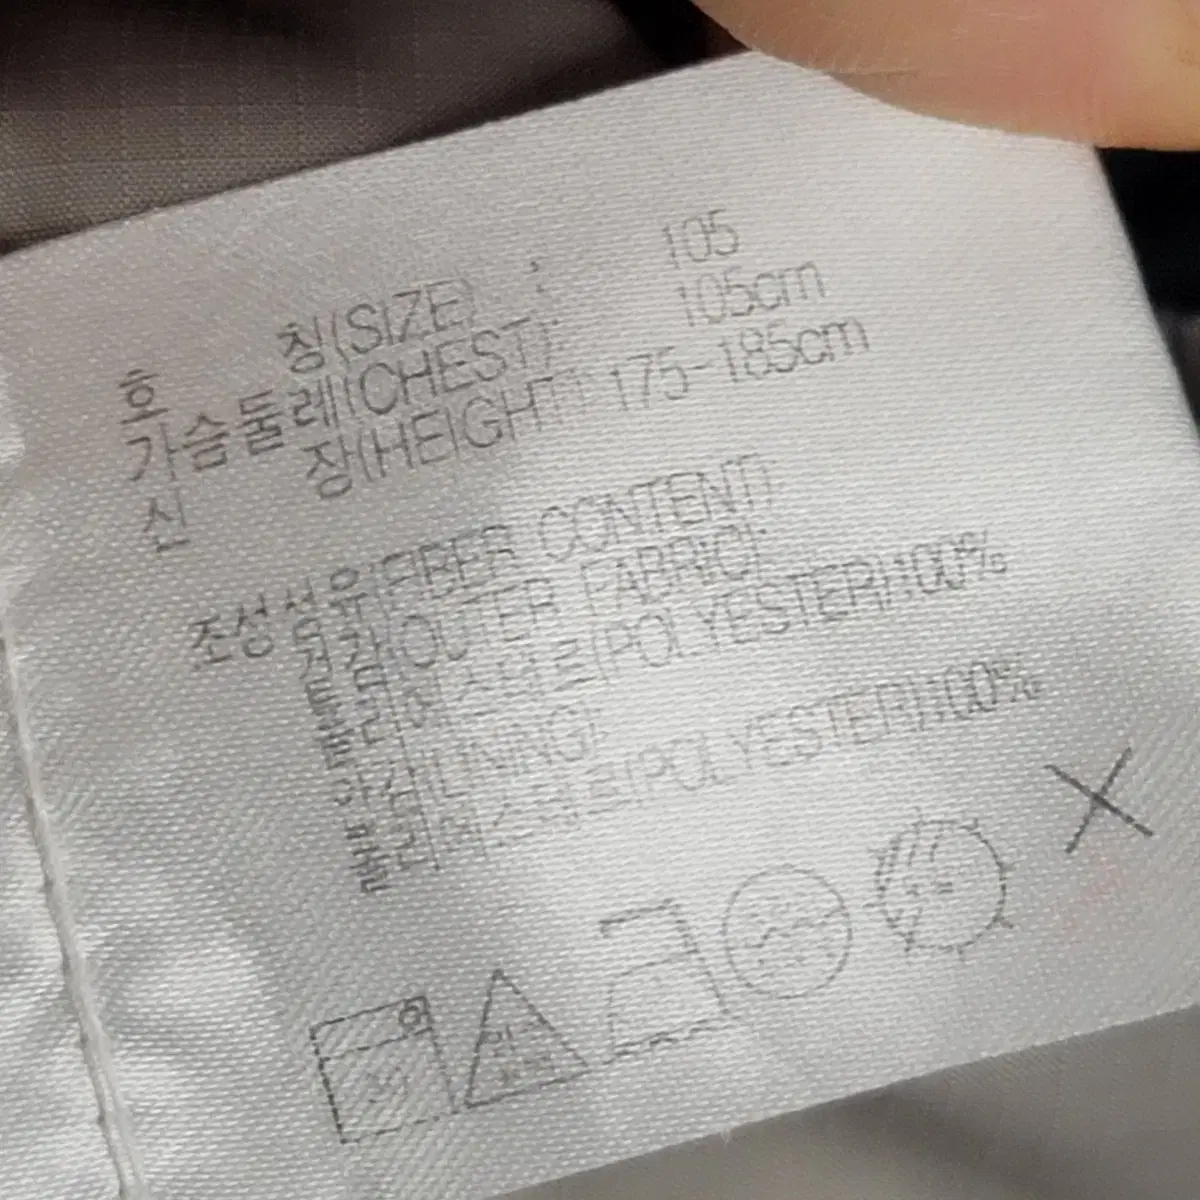 호 칭(SIZE) : 105
가슴둘레(CHEST): 105cm
신 장(HEIGHT): 175-185cm
조성섬유(FIBER CONTENT):
겉감(OUTER FABRIC):
폴리에스터르(POLYESTER):100%
안감(LINING):
폴리에스터르(POLYESTER):100%